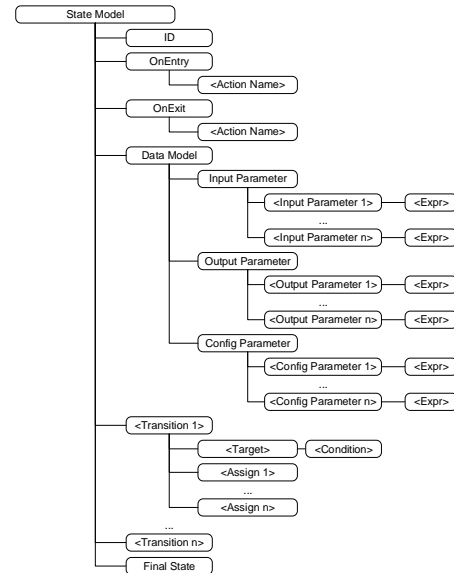 State Model
ID
OnEntry
<Action Name>
OnExit
<Action Name>
Data Model
Input Parameter
<Input Parameter 1> <Expr>
...
<Input Parameter n> <Expr>
Output Parameter
<Output Parameter 1> <Expr>
...
<Output Parameter n> <Expr>
Config Parameter
<Config Parameter 1> <Expr>
...
<Config Parameter n> <Expr>
<Transition 1>
<Target> <Condition>
<Assign 1>
...
<Assign n>
...
<Transition n>
Final State